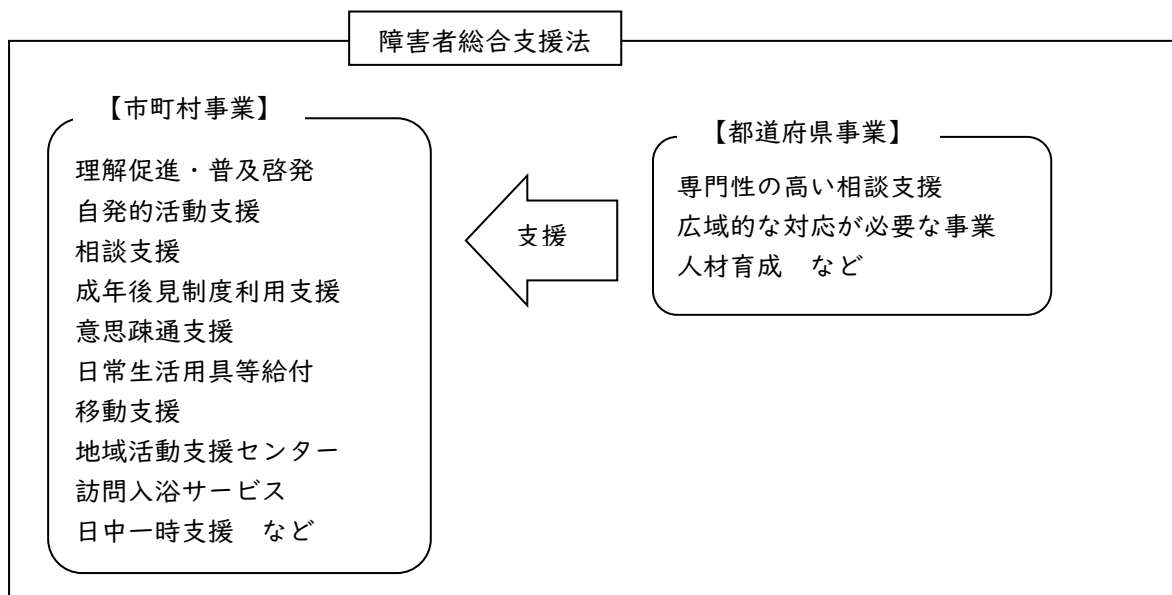 障害者総合支援法
【市町村事業】
理解促進・普及啓発
自発的活動支援
相談支援
成年後見制度利用支援
意思疎通支援
日常生活用具等給付
移動支援
地域活動支援センター
訪問入浴サービス
日中一時支援　など
支援
【都道府県事業】
専門性の高い相談支援
広域的な対応が必要な事業
人材育成　など